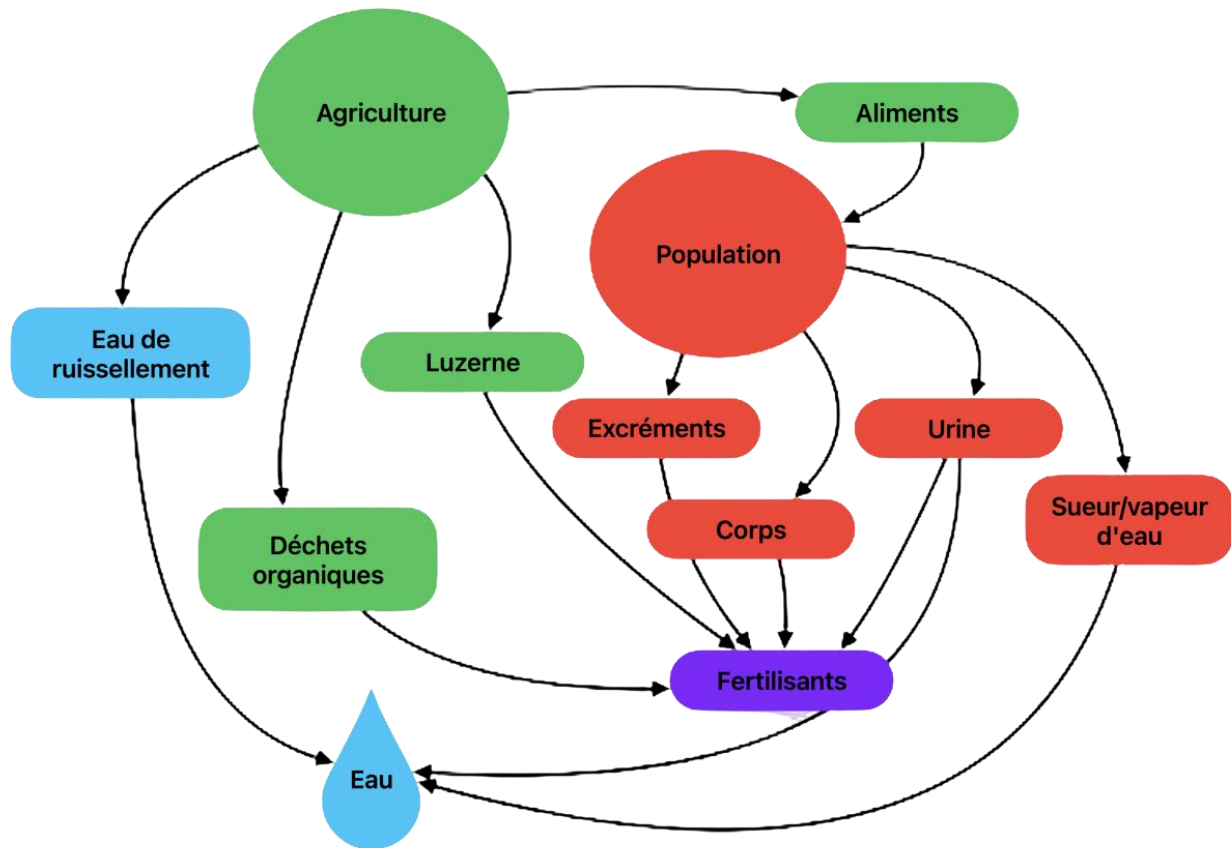 Agriculture
Aliments
Population
Eau de
ruissellement
Luzerne
Excréments
Urine
Corps
Sueur/vapeur
d'eau
Déchets
organiques
Fertilisants
Eau